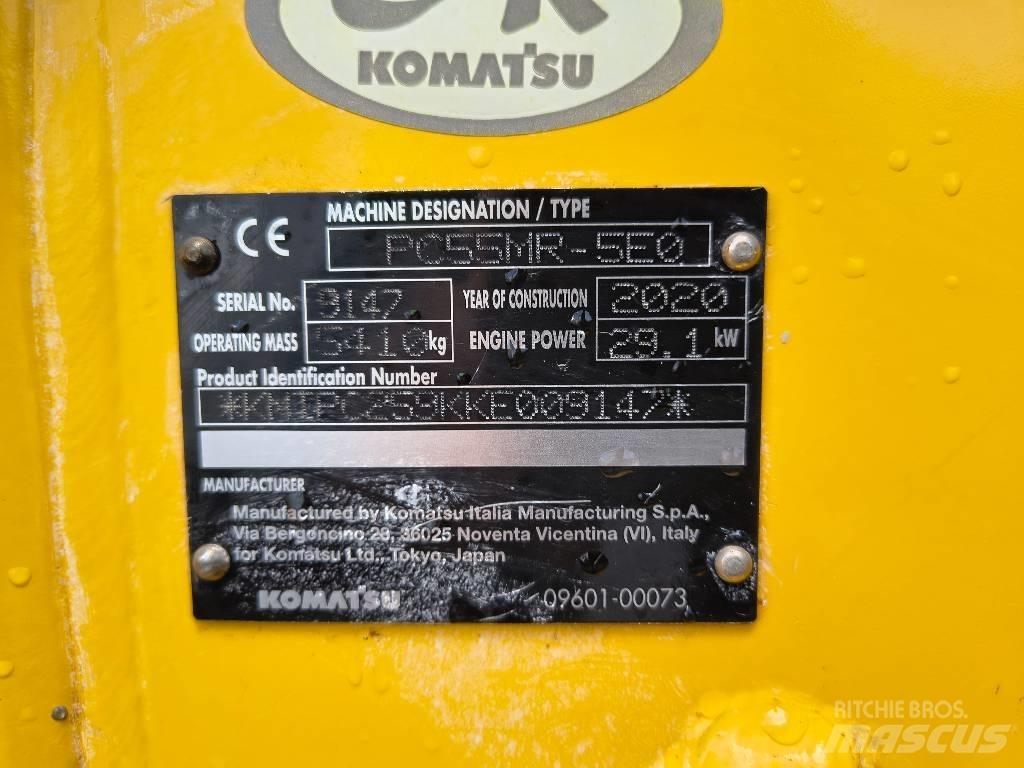 KOMATSU
CE
MACHINE DESIGNATION / TYPE
PC55MR-5E0
SERIAL No. 9147 YEAR OF CONSTRUCTION 2020
OPERATING MASS 5410 kg ENGINE POWER 29,1 kW
Product Identification Number
*KMTPC259KKE009147*
MANUFACTURER
Manufactured by Komatsu Italia Manufacturing S.p.A.,
Via Bergoncino 28, 36025 Noventa Vicentina (VI), Italy
for Komatsu Ltd., Tokyo, Japan
KOMATSU 09601-00073
RITCHIE BROS.
MASCUS